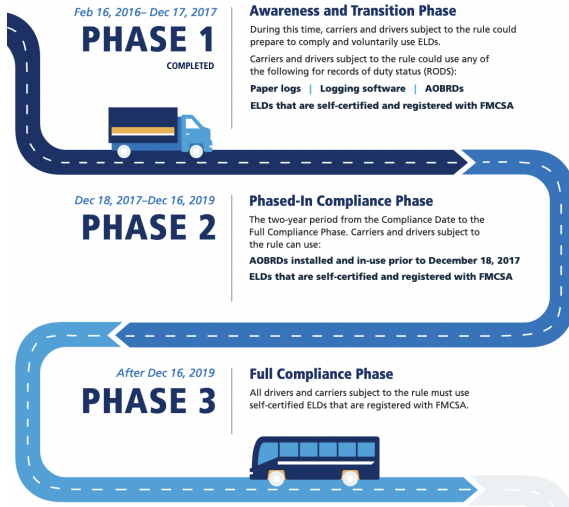 Feb 16, 2016– Dec 17, 2017
PHASE 1
COMPLETED
Awareness and Transition Phase
During this time, carriers and drivers subject to the rule could
prepare to comply and voluntarily use ELDs.
Carriers and drivers subject to the rule could use any of
the following for records of duty status (RODS):
Paper logs | Logging software | AOBRDs
ELDs that are self-certified and registered with FMCSA
Dec 18, 2017–Dec 16, 2019
PHASE 2
Phased-In Compliance Phase
The two-year period from the Compliance Date to the
Full Compliance Phase. Carriers and drivers subject to
the rule can use:
AOBRDs installed and in-use prior to December 18, 2017
ELDs that are self-certified and registered with FMCSA
After Dec 16, 2019
PHASE 3
Full Compliance Phase
All drivers and carriers subject to the rule must use
self-certified ELDs that are registered with FMCSA.